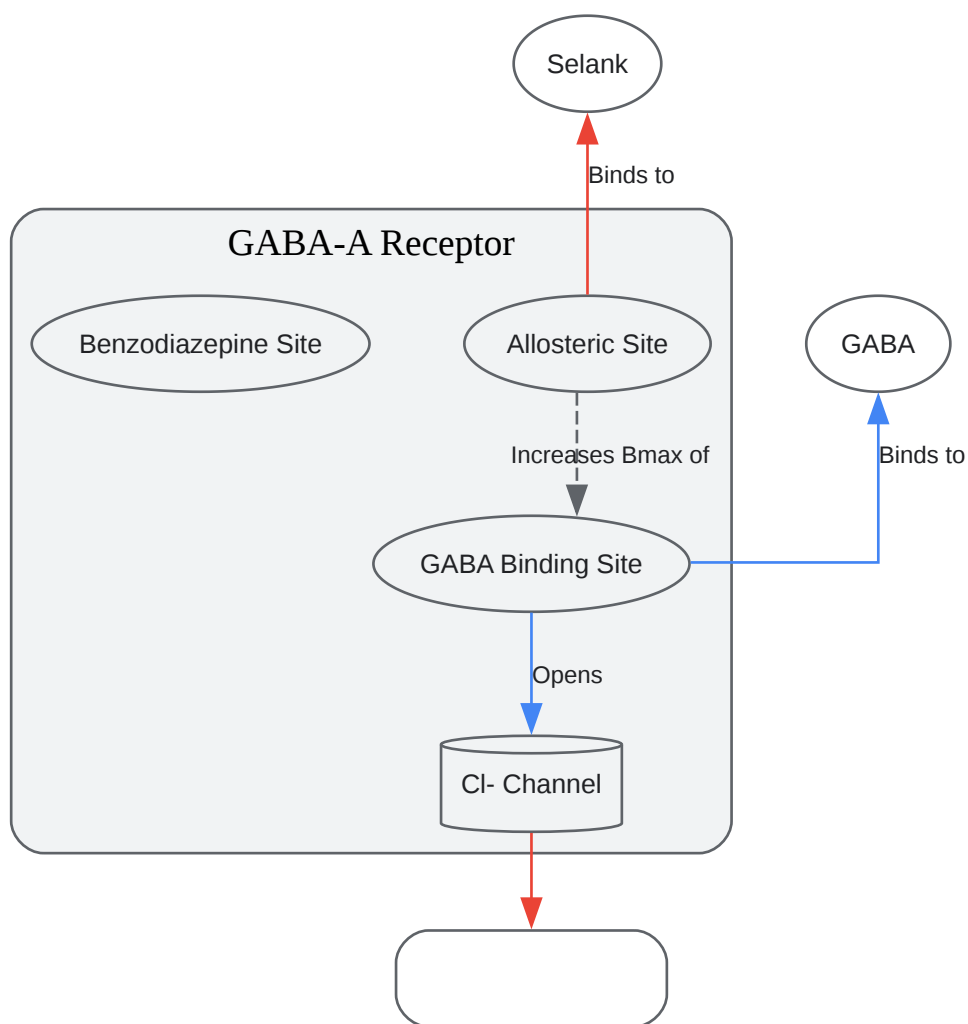 Selank
Binds to
GABA-A Receptor
Benzodiazepine Site
Allosteric Site
GABA
Increases Bmax of
Binds to
GABA Binding Site
Opens
Cl- Channel